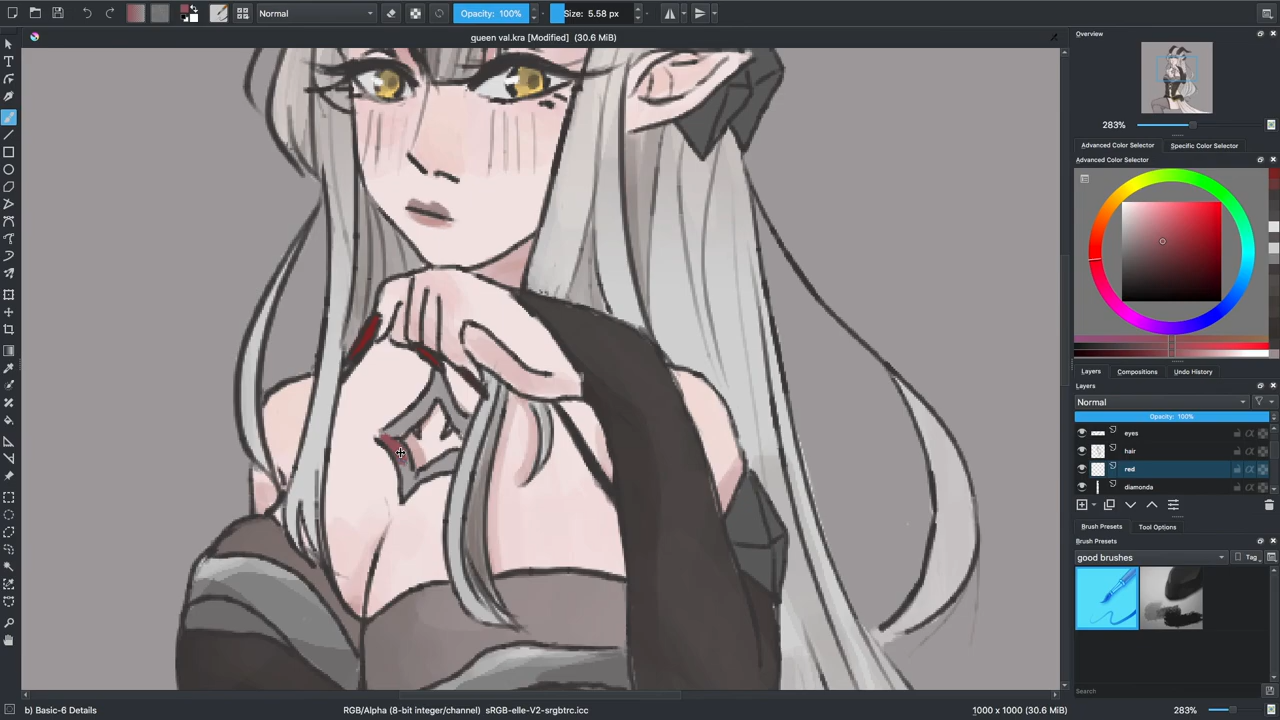 Normal
Opacity: 100%
Size: 5.58 px
queen val.kra [Modified] (30.6 MiB)
Overview
283%
Advanced Color Selector
Specific Color Selector
Advanced Color Selector
Layers
Compositions
Undo History
Layers
Normal
Opacity: 100%
eyes
hair
red
diamonda
Brush Presets
Tool Options
Brush Presets
good brushes
Tag
Search
b) Basic-6 Details
RGB/Alpha (8-bit integer/channel) sRGB-elle-V2-srgbtrc.icc
1000 x 1000 (30.6 MiB)
283%